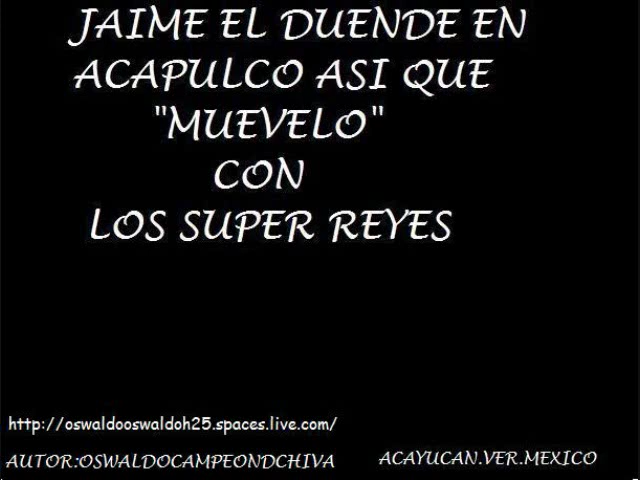 JAIME EL DUENDE EN
ACAPULCO ASI QUE
"MUEVELO"
CON
LOS SUPER REYES
http://oswaldooswaldoh25.spaces.live.com/
AUTOR:OSWALDOCAMPEONDCHIVA
ACAYUCAN.VER.MEXICO